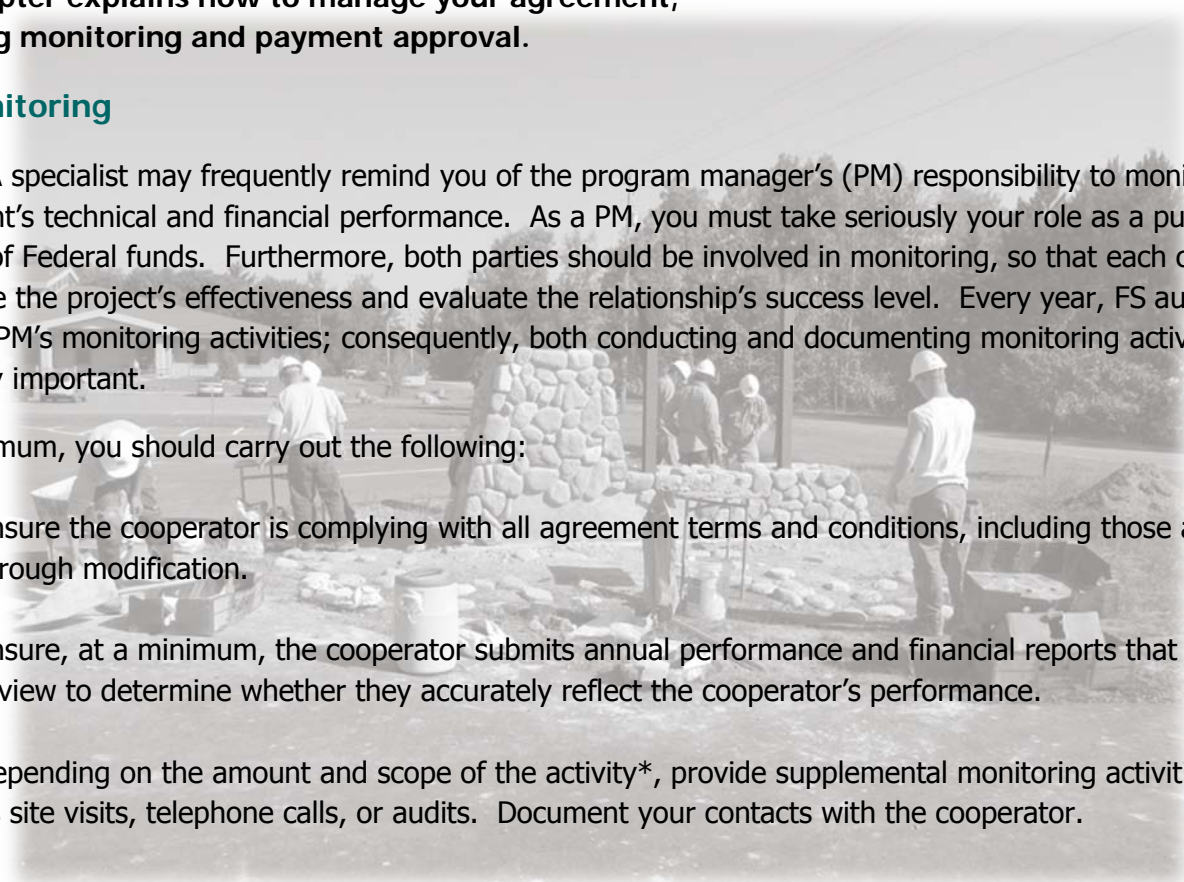 pter explains how to manage your agreement,
g monitoring and payment approval.
nitoring
A specialist may frequently remind you of the program manager's (PM) responsibility to moni
nt's technical and financial performance. As a PM, you must take seriously your role as a pu
of Federal funds. Furthermore, both parties should be involved in monitoring, so that each c
e the project's effectiveness and evaluate the relationship's success level. Every year, FS au
PM's monitoring activities; consequently, both conducting and documenting monitoring activ
y important.
mum, you should carry out the following:
nsure the cooperator is complying with all agreement terms and conditions, including those a
rough modification.
nsure, at a minimum, the cooperator submits annual performance and financial reports that
view to determine whether they accurately reflect the cooperator's performance.
epending on the amount and scope of the activity*, provide supplemental monitoring activit
s site visits, telephone calls, or audits. Document your contacts with the cooperator.